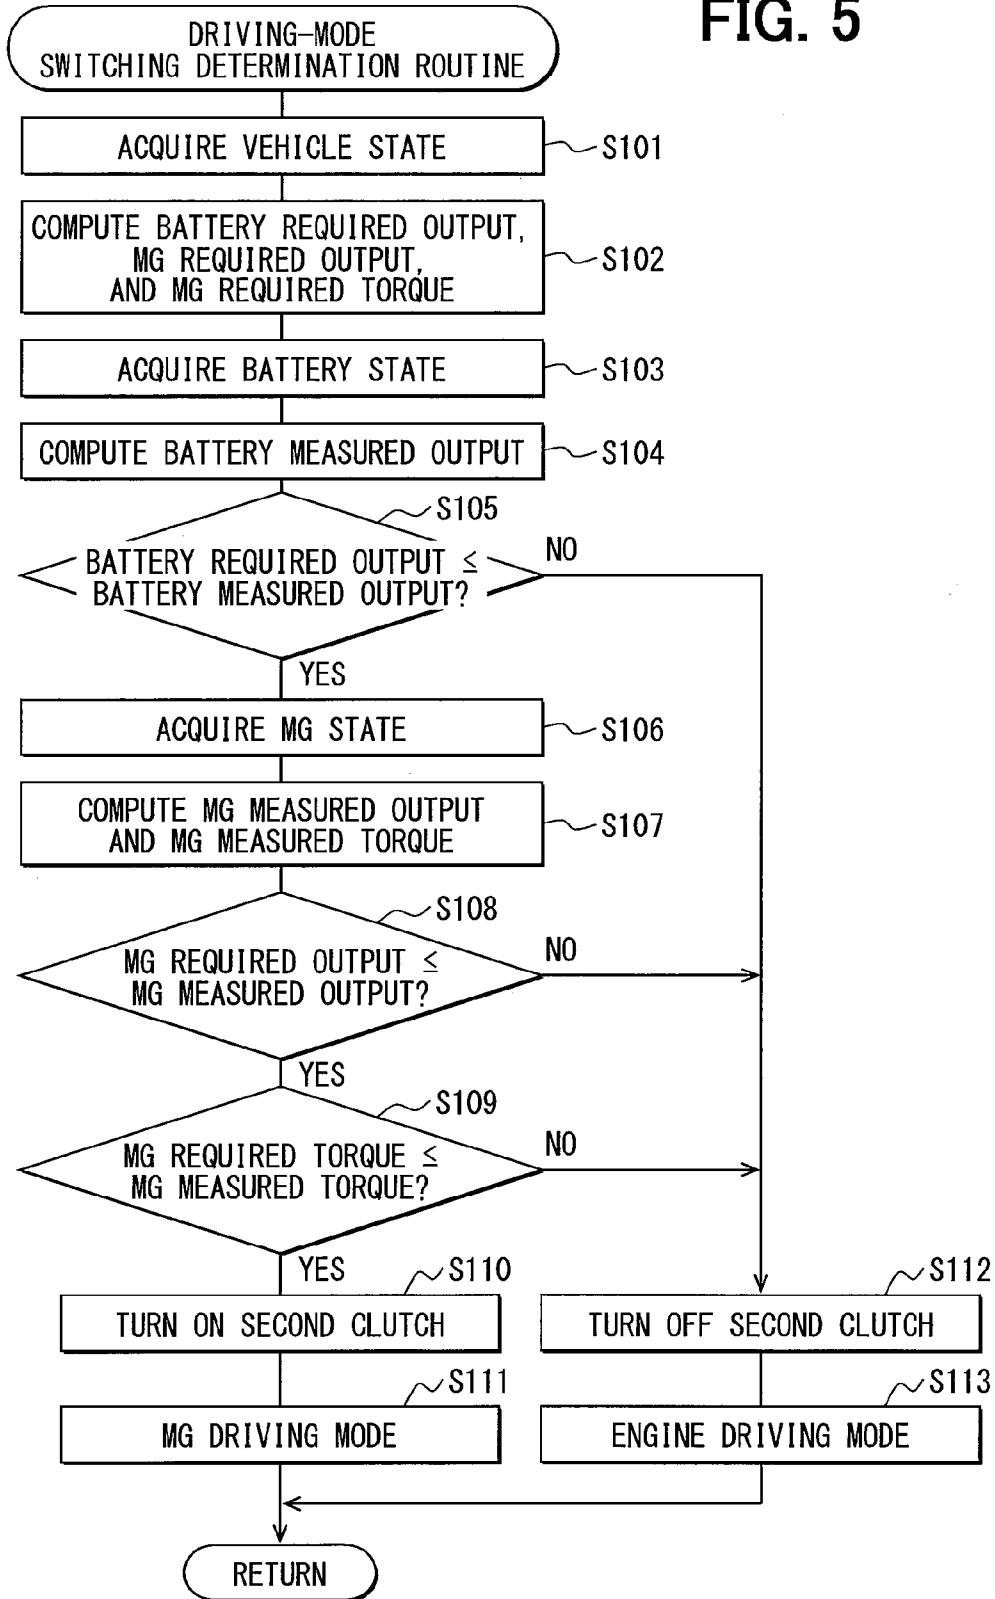 FIG. 5
DRIVING-MODE
SWITCHING DETERMINATION ROUTINE
ACQUIRE VEHICLE STATE
S101
COMPUTE BATTERY REQUIRED OUTPUT,
MG REQUIRED OUTPUT,
AND MG REQUIRED TORQUE
S102
ACQUIRE BATTERY STATE
S103
COMPUTE BATTERY MEASURED OUTPUT
S104
S105
BATTERY REQUIRED OUTPUT ≤
BATTERY MEASURED OUTPUT?
NO
YES
ACQUIRE MG STATE
S106
COMPUTE MG MEASURED OUTPUT
AND MG MEASURED TORQUE
S107
S108
MG REQUIRED OUTPUT ≤
MG MEASURED OUTPUT?
NO
YES
S109
MG REQUIRED TORQUE ≤
MG MEASURED TORQUE?
NO
YES
S110
TURN ON SECOND CLUTCH
S112
TURN OFF SECOND CLUTCH
S111
MG DRIVING MODE
S113
ENGINE DRIVING MODE
RETURN